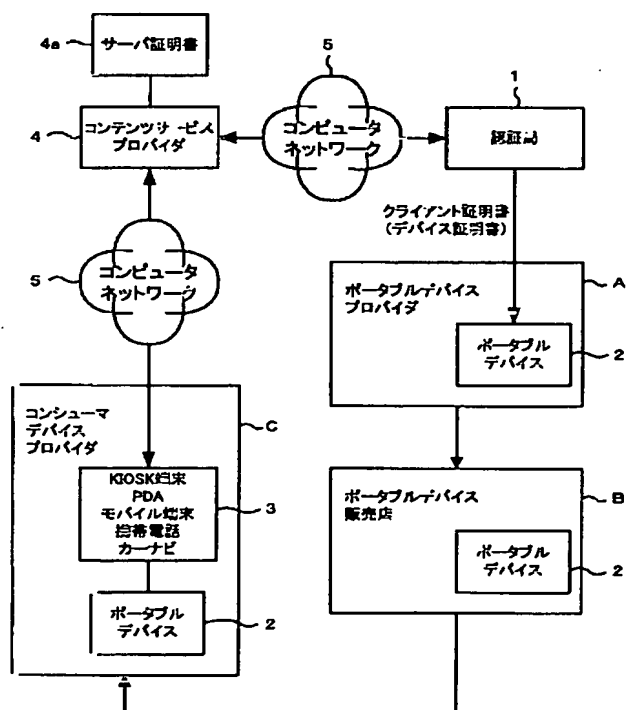 4a
サーバ証明書
5
1
4
コンテンツサービス
プロバイダ
コンピュータ
ネットワーク
認証局
クライアント証明書
(デバイス証明書)
5
コンピュータ
ネットワーク
A
ポータブルデバイス
プロバイダ
ポータブル
デバイス
2
コンシューマ
デバイス
プロバイダ
C
KIOSK端末
PDA
モバイル端末
携帯電話
カーナビ
3
ポータブル
デバイス
2
B
ポータブルデバイス
販売店
ポータブル
デバイス
2